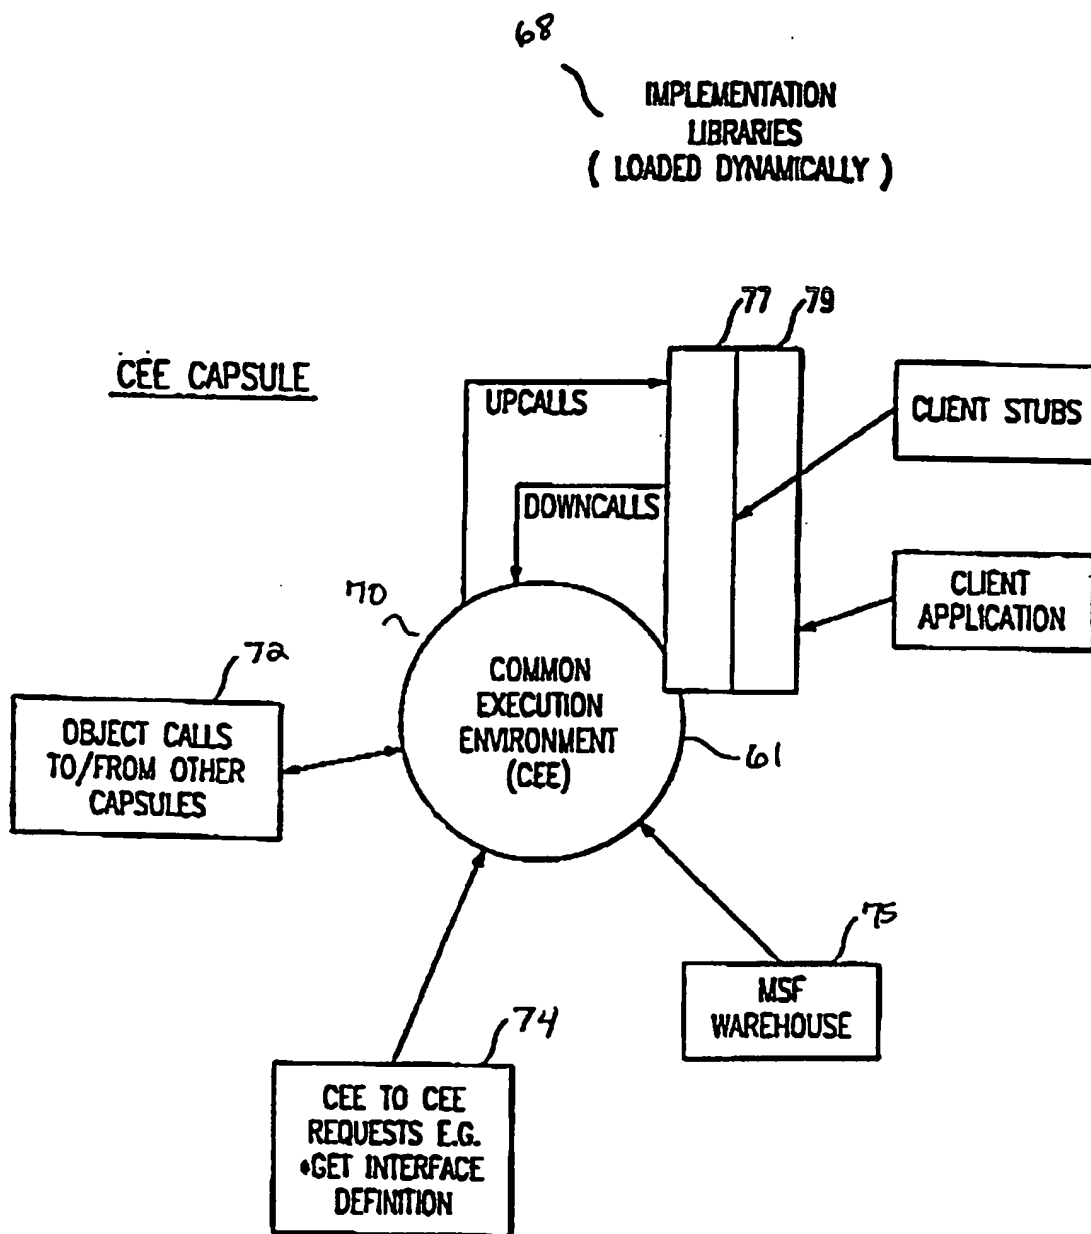 68
IMPLEMENTATION
LIBRARIES
( LOADED DYNAMICALLY )
77
79
CEE CAPSULE
UPCALLS
CLIENT STUBS
DOWNCALLS
70
CLIENT
APPLICATION
72
COMMON
EXECUTION
ENVIRONMENT
(CEE)
OBJECT CALLS
TO/FROM OTHER
CAPSULES
61
75
MSF
WAREHOUSE
74
CEE TO CEE
REQUESTS E.G.
•GET INTERFACE
DEFINITION